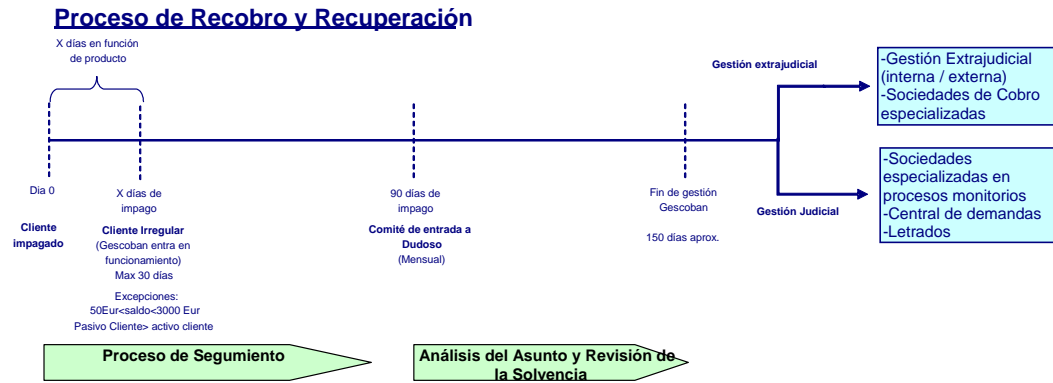 Proceso de Recobro y Recuperación
X días en función
de producto
Gestión extrajudicial
-Gestión Extrajudicial
(interna / externa)
-Sociedades de Cobro
especializadas
Dia 0
Cliente
impagado
X días de
impago
Cliente Irregular
(Gescoban entra en
funcionamiento)
Max 30 días
Excepciones:
50Eur<saldo<3000 Eur
Pasivo Cliente> activo cliente
90 días de
impago
Comité de entrada a
Dudoso
(Mensual)
Fin de gestión
Gescoban
150 días aprox.
Gestión Judicial
-Sociedades
especializadas en
procesos monitorios
-Central de demandas
-Letrados
Proceso de Segumiento
Análisis del Asunto y Revisión de
la Solvencia